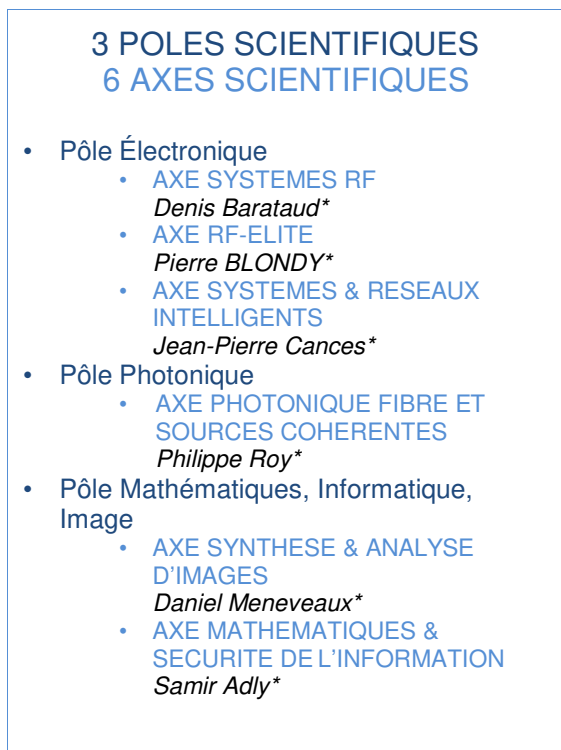 3 POLES SCIENTIFIQUES
6 AXES SCIENTIFIQUES
• Pôle Électronique
• AXE SYSTEMES RF
Denis Barataud*
• AXE RF-ELITE
Pierre BLONDY*
• AXE SYSTEMES & RESEAUX
INTELLIGENTS
Jean-Pierre Cances*
• Pôle Photonique
• AXE PHOTONIQUE FIBRE ET
SOURCES COHERENTES
Philippe Roy*
• Pôle Mathématiques, Informatique,
Image
• AXE SYNTHESE & ANALYSE
D'IMAGES
Daniel Meneveaux*
• AXE MATHEMATIQUES &
SECURITE DE L'INFORMATION
Samir Adly*